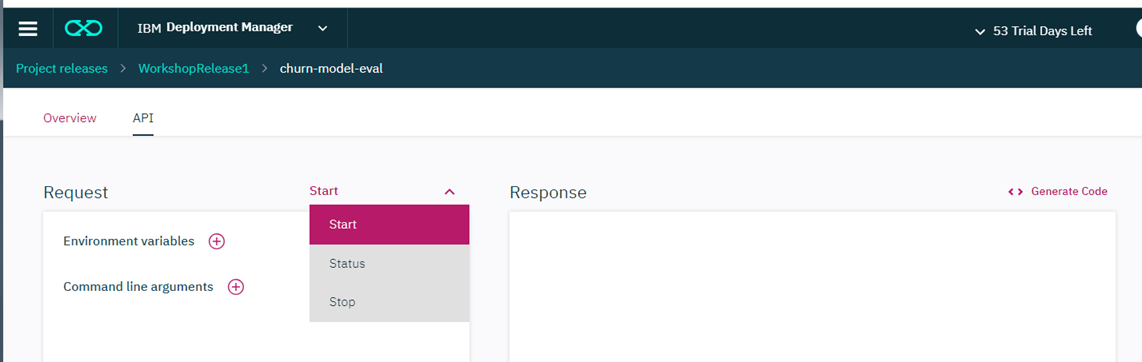 IBM Deployment Manager
53 Trial Days Left
Project releases > WorkshopRelease1 > churn-model-eval
Overview API
Request
Start
Response
<> Generate Code
Environment variables
Command line arguments
Start
Status
Stop